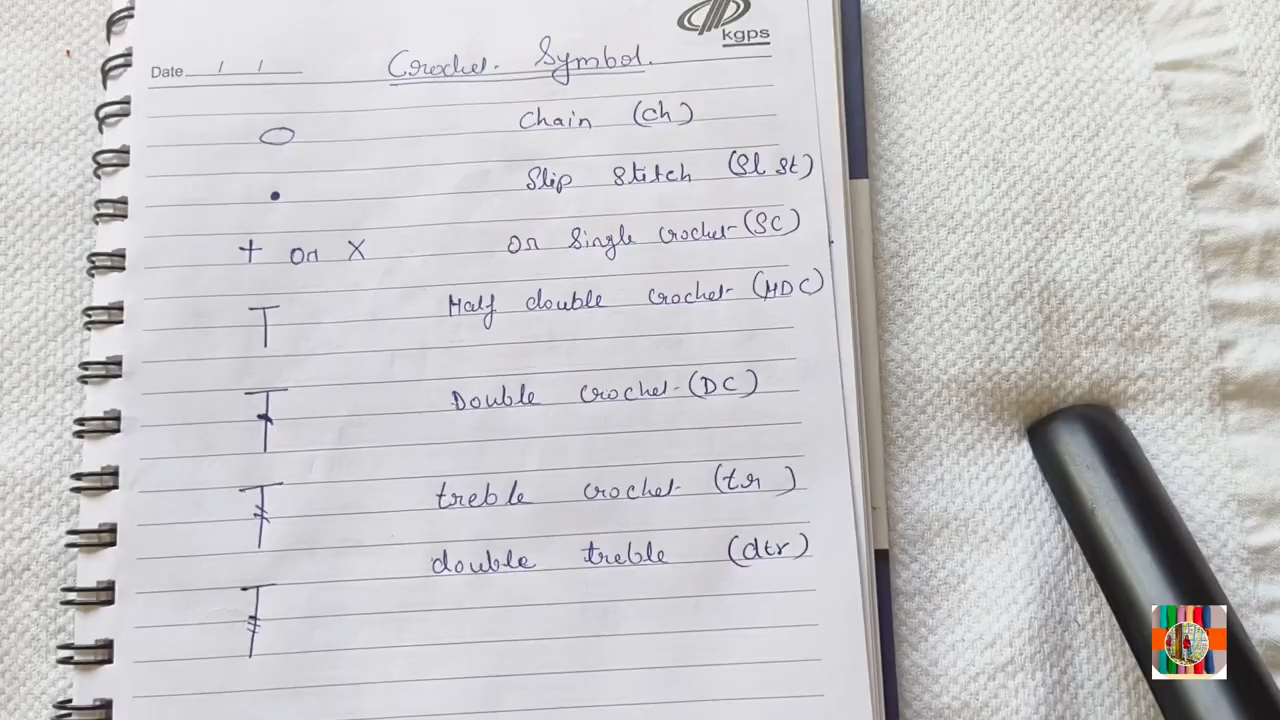 kgps
Date / /
Crochet Symbol.
Chain (ch)
Slip Stitch (Sl St)
+ or X or Single Crochet (SC)
Half double Crochet (HDC)
Double Crochet (DC)
treble crochet (tr)
double treble (dtr)